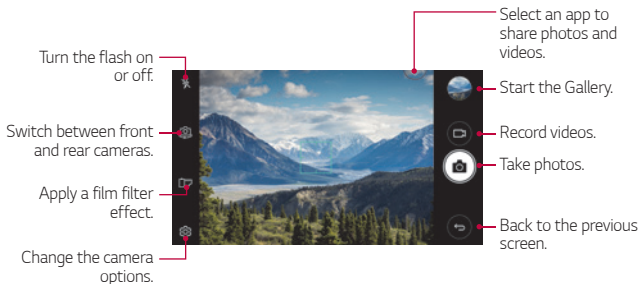 Select an app to
share photos and
videos.
Turn the flash on
or off.
Start the Gallery.
Switch between front
and rear cameras.
Record videos.
Take photos.
Apply a film filter
effect.
Back to the previous
screen.
Change the camera
options.